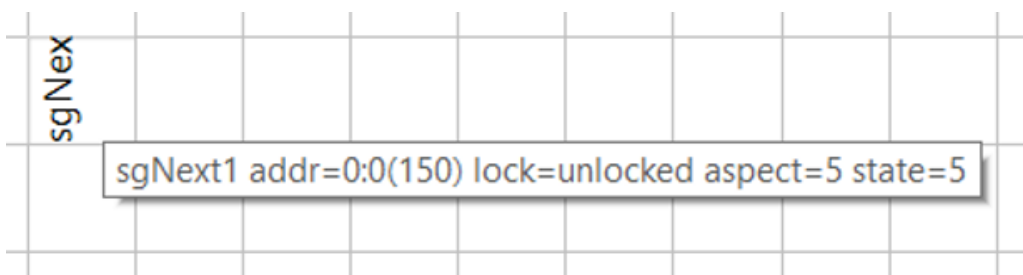 sgNex
sgNext1 addr=0:0(150) lock=unlocked aspect=5 state=5